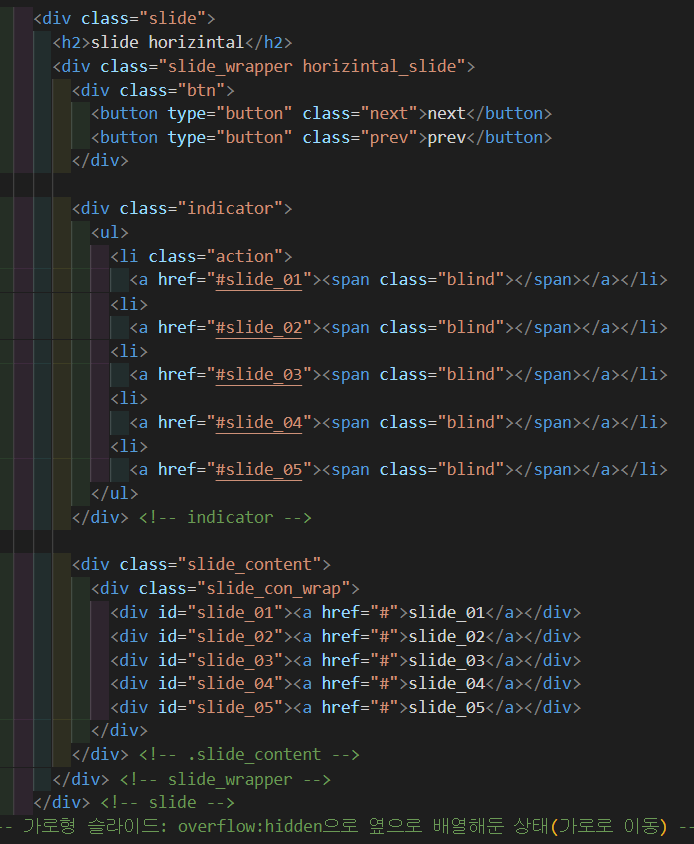 <div class="slide">
<h2>slide horizintal</h2>
<div class="slide_wrapper horizintal_slide">
<div class="btn">
<button type="button" class="next">next</button>
<button type="button" class="prev">prev</button>
</div>
<div class="indicator">
<ul>
<li class="action">
<a href="#slide_01"><span class="blind"></span></a></li>
<li>
<a href="#slide_02"><span class="blind"></span></a></li>
<li>
<a href="#slide_03"><span class="blind"></span></a></li>
<li>
<a href="#slide_04"><span class="blind"></span></a></li>
<li>
<a href="#slide_05"><span class="blind"></span></a></li>
</ul>
</div> <!-- indicator -->
<div class="slide_content">
<div class="slide_con_wrap">
<div id="slide_01"><a href="#">slide_01</a></div>
<div id="slide_02"><a href="#">slide_02</a></div>
<div id="slide_03"><a href="#">slide_03</a></div>
<div id="slide_04"><a href="#">slide_04</a></div>
<div id="slide_05"><a href="#">slide_05</a></div>
</div>
</div> <!-- .slide_content -->
</div> <!-- slide_wrapper -->
</div> <!-- slide -->
-- 가로형 슬라이드: overflow:hidden으로 옆으로 배열해둔 상태(가로로 이동) --